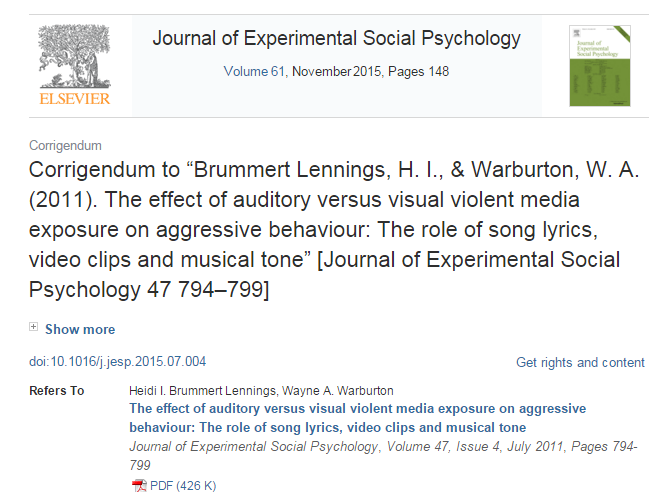 Journal of Experimental Social Psychology
Volume 61, November 2015, Pages 148
ELSEVIER
Journal of
Experimental
Social Psychology
Corrigendum
Corrigendum to “Brummert Lennings, H. I., & Warburton, W. A.
(2011). The effect of auditory versus visual violent media
exposure on aggressive behaviour: The role of song lyrics,
video clips and musical tone” [Journal of Experimental Social
Psychology 47 794–799]
Show more
doi:10.1016/j.jesp.2015.07.004
Get rights and content
Refers To
Heidi I. Brummert Lennings, Wayne A. Warburton
The effect of auditory versus visual violent media exposure on aggressive
behaviour: The role of song lyrics, video clips and musical tone
Journal of Experimental Social Psychology, Volume 47, Issue 4, July 2011, Pages 794-
799
PDF (426 K)